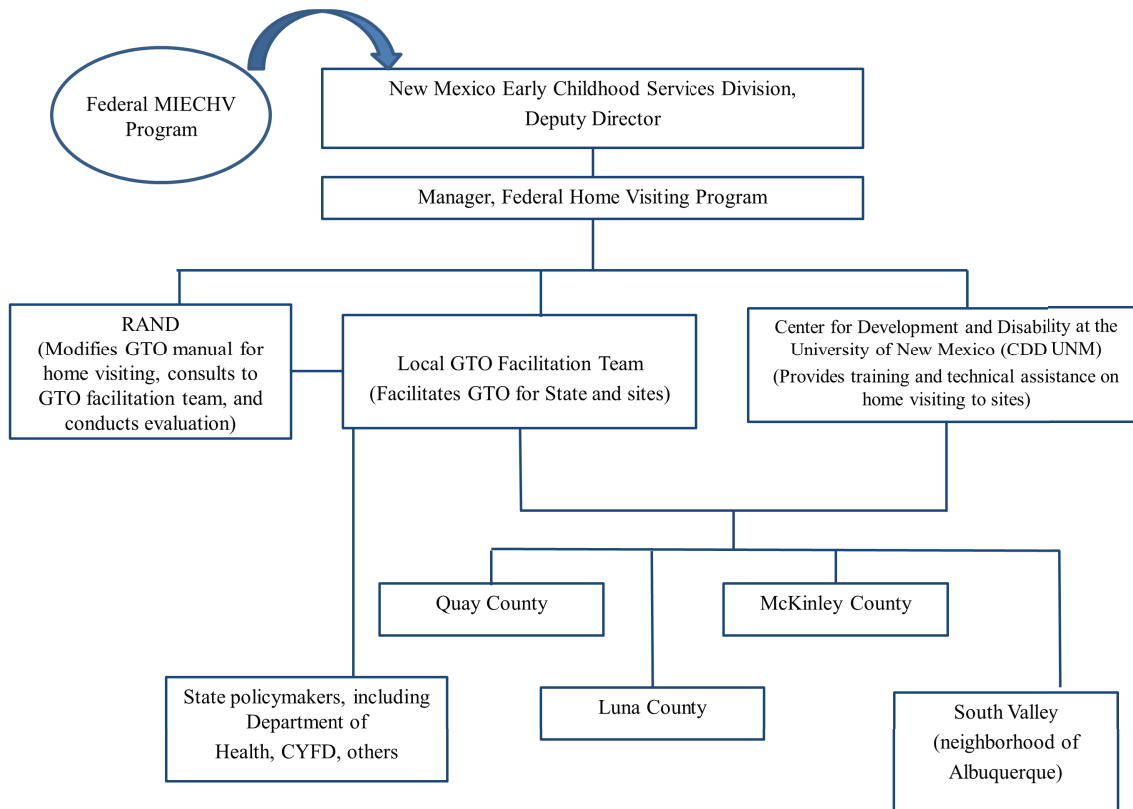 Federal MIECHV
Program
New Mexico Early Childhood Services Division,
Deputy Director
Manager, Federal Home Visiting Program
RAND
(Modifies GTO manual for
home visiting, consults to
GTO facilitation team, and
conducts evaluation)
Local GTO Facilitation Team
(Facilitates GTO for State and sites)
Center for Development and Disability at the
University of New Mexico (CDD UNM)
(Provides training and technical assistance on
home visiting to sites)
Quay County
McKinley County
State policymakers, including
Department of
Health, CYFD, others
Luna County
South Valley
(neighborhood of
Albuquerque)